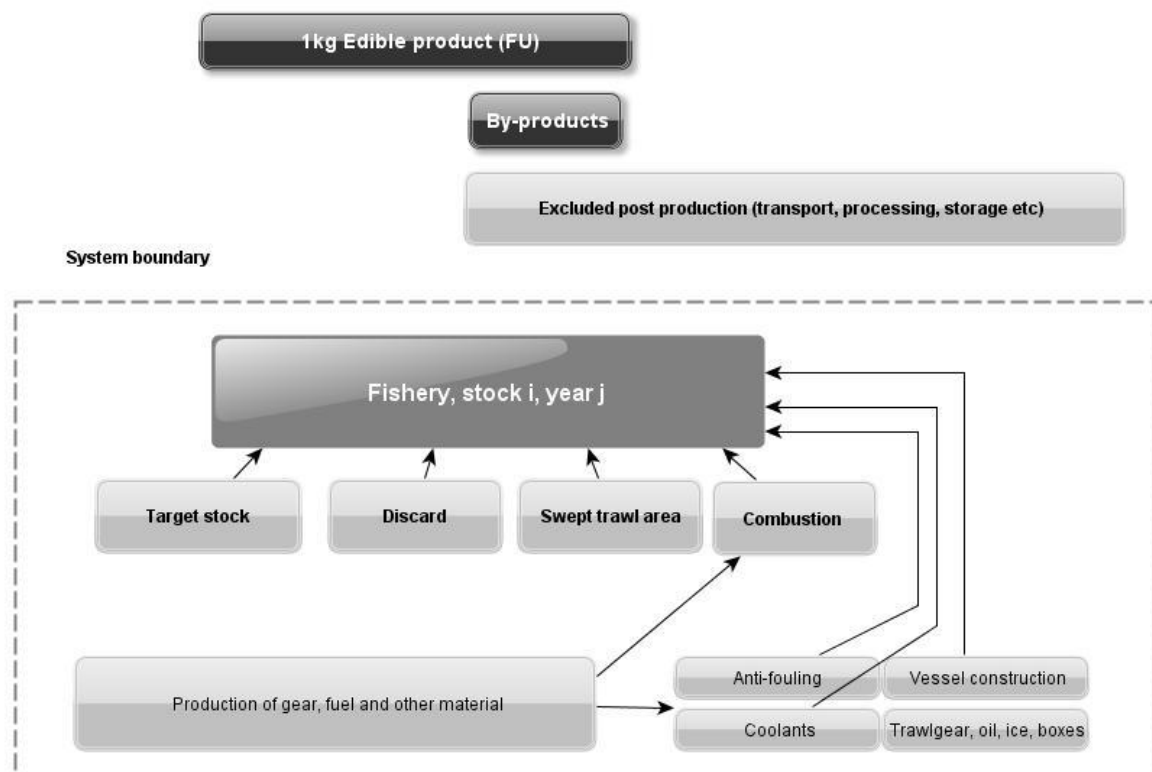 1kg Edible product (FU)
By-products
Excluded post production (transport, processing, storage etc)
System boundary
Fishery, stock i, year j
Target stock
Discard
Swept trawl area
Combustion
Production of gear, fuel and other material
Anti-fouling
Vessel construction
Coolants
Trawlgear, oil, ice, boxes